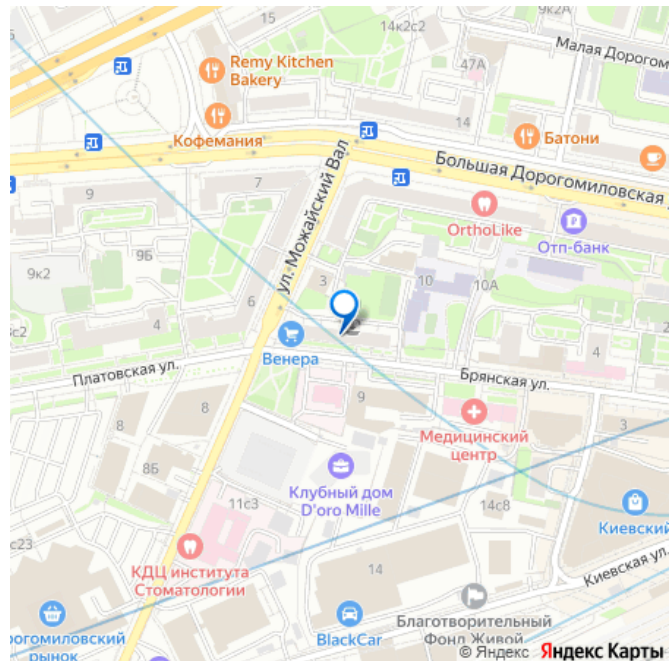 15
15
9к2А
14к2с2
47А
Малая Дорогом
Remy Kitchen
Bakery
Кофемания
14
Батони
Большая Дорогомиловская
9
7
ул. Можайский Вал
OrthoLike
Отп-банк
9Б
9к2
3
10
10А
6
3с2
4
Венера
4
Платовская ул.
Брянская ул.
8
8
9
3
Медицинский
центр
8Б
Клубный дом
D'oro Mille
11с3
14с8
Киевский
с23
КДЦ института
Стоматологии
14
Киевская ул.
рогомиловский
рынок
BlackCar
Благотворительный
Фонд Живой
© Яндекс Яндекс Карты